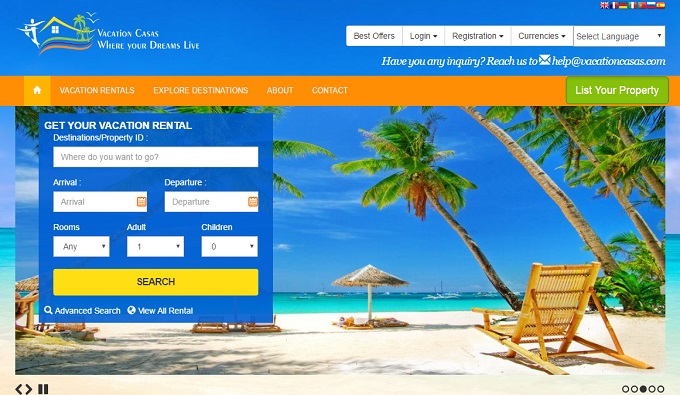 Vacation Casas
Where your Dreams Live
Best Offers
Login
Registration
Currencies
Select Language
Have you any inquiry? Reach us to help@vacationcasas.com
VACATION RENTALS
EXPLORE DESTINATIONS
ABOUT
CONTACT
List Your Property
GET YOUR VACATION RENTAL
Destinations/Property ID :
Where do you want to go?
Arrival : Departure :
Arrival Departure
Rooms Adult Children
Any 1 0
SEARCH
Advanced Search View All Rental